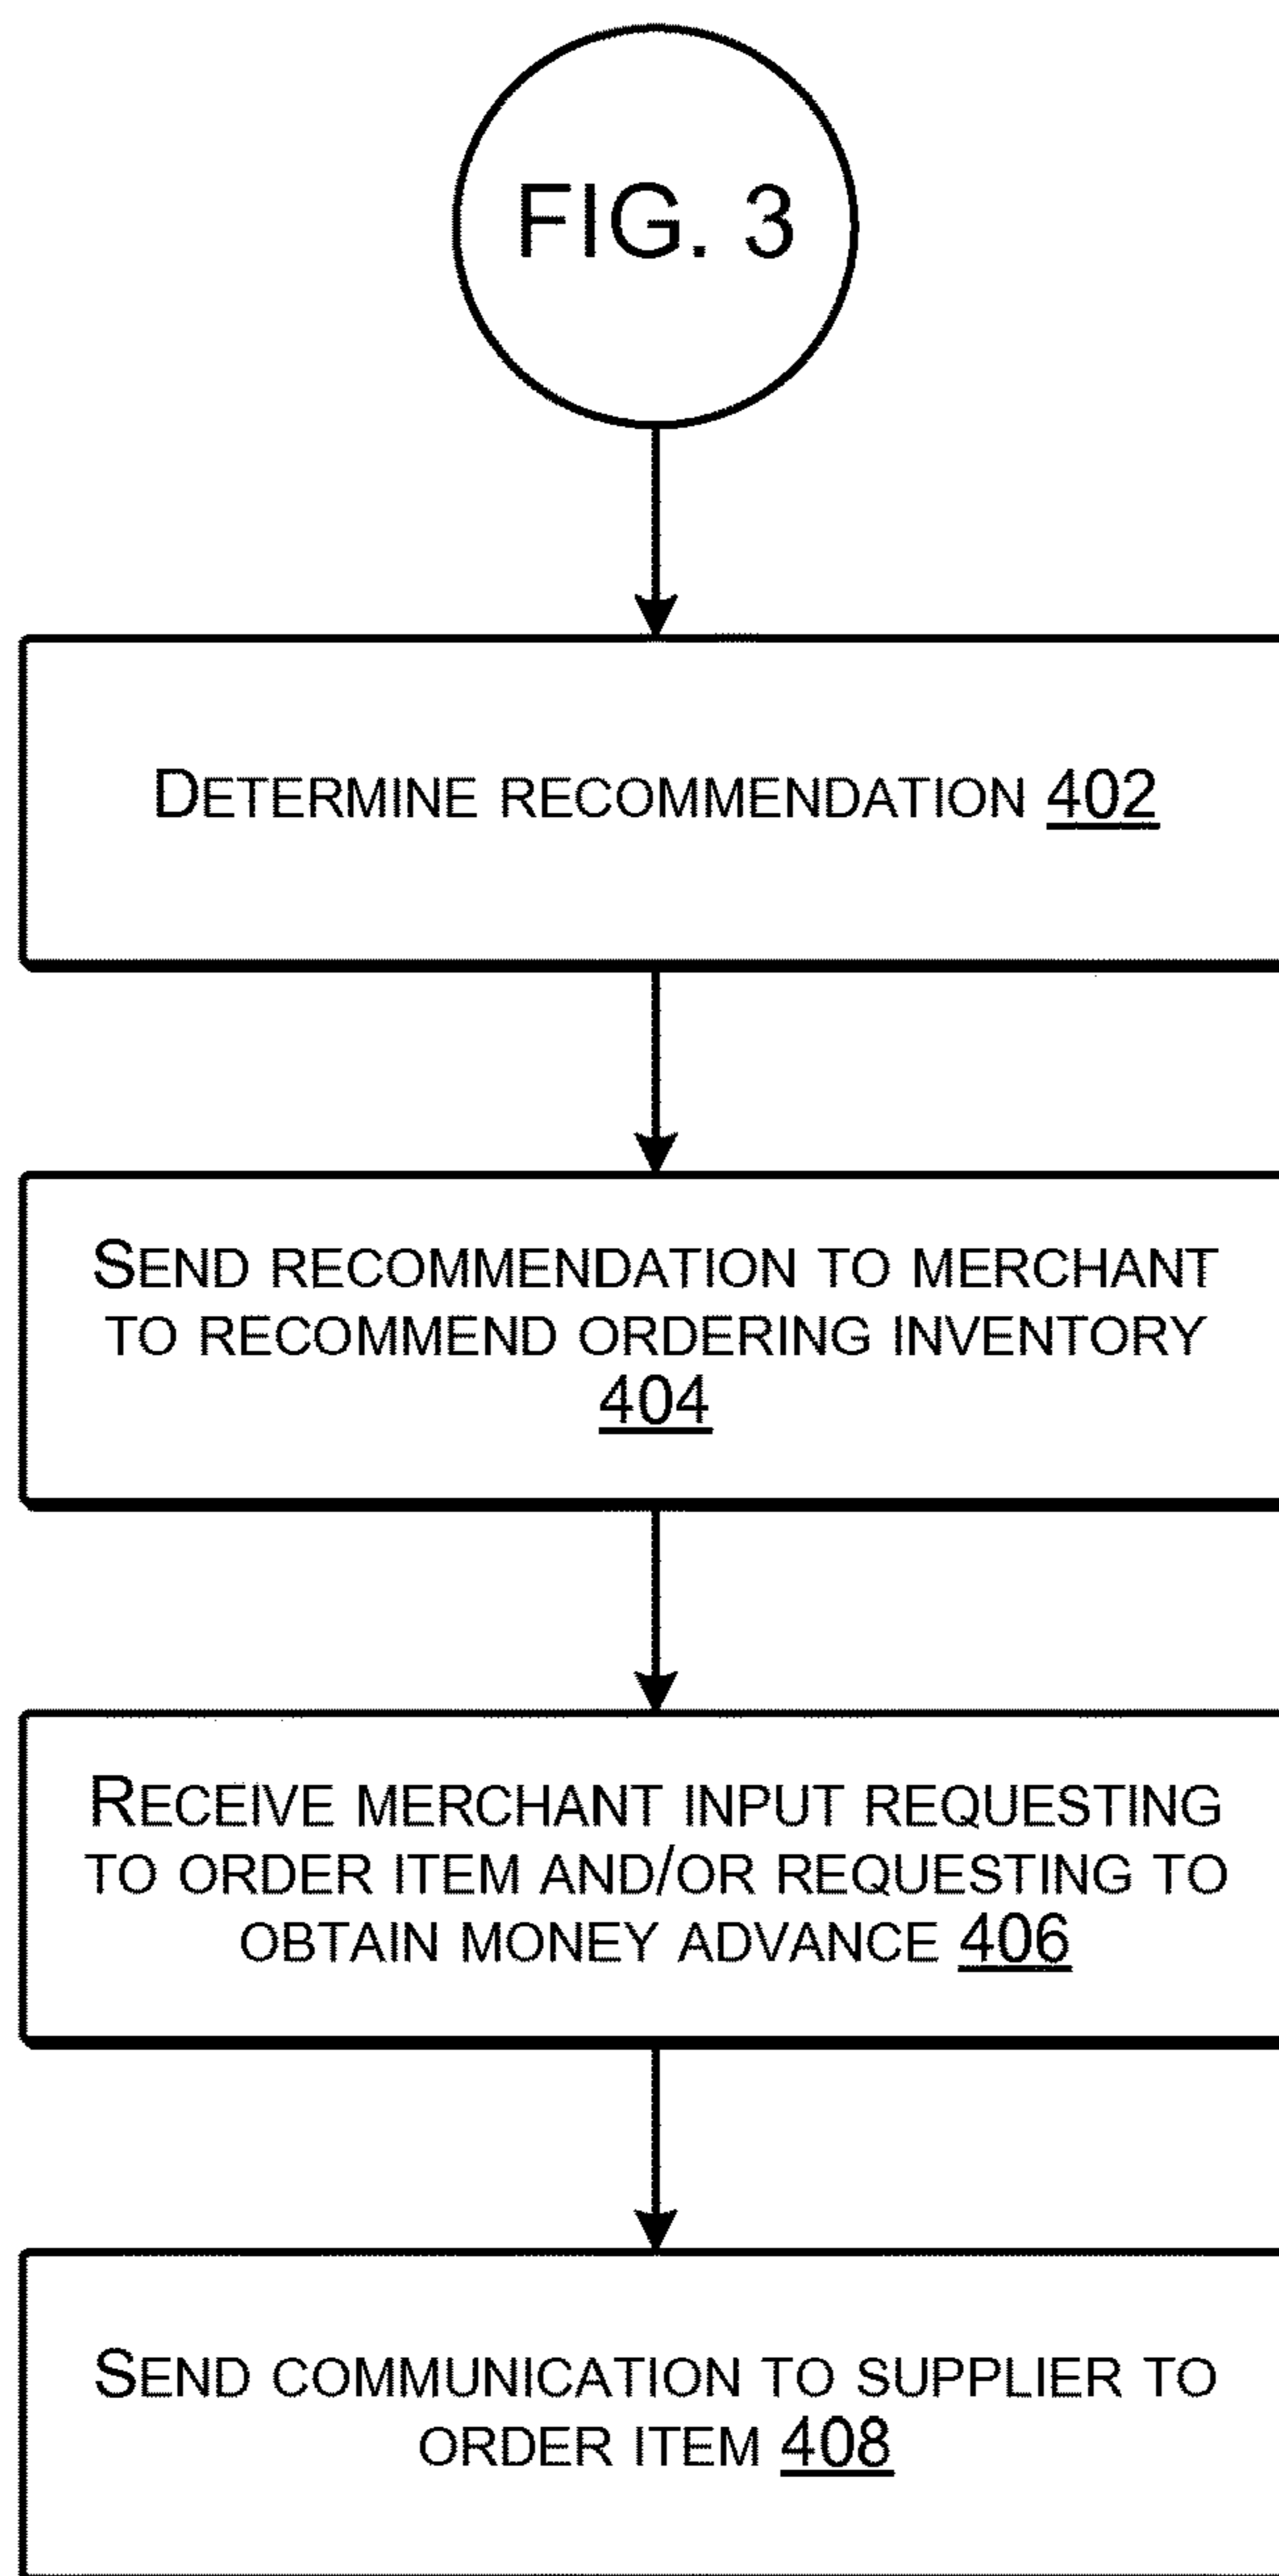 FIG. 3
DETERMINE RECOMMENDATION 402
SEND RECOMMENDATION TO MERCHANT
TO RECOMMEND ORDERING INVENTORY
404
RECEIVE MERCHANT INPUT REQUESTING
TO ORDER ITEM AND/OR REQUESTING TO
OBTAIN MONEY ADVANCE 406
SEND COMMUNICATION TO SUPPLIER TO
ORDER ITEM 408